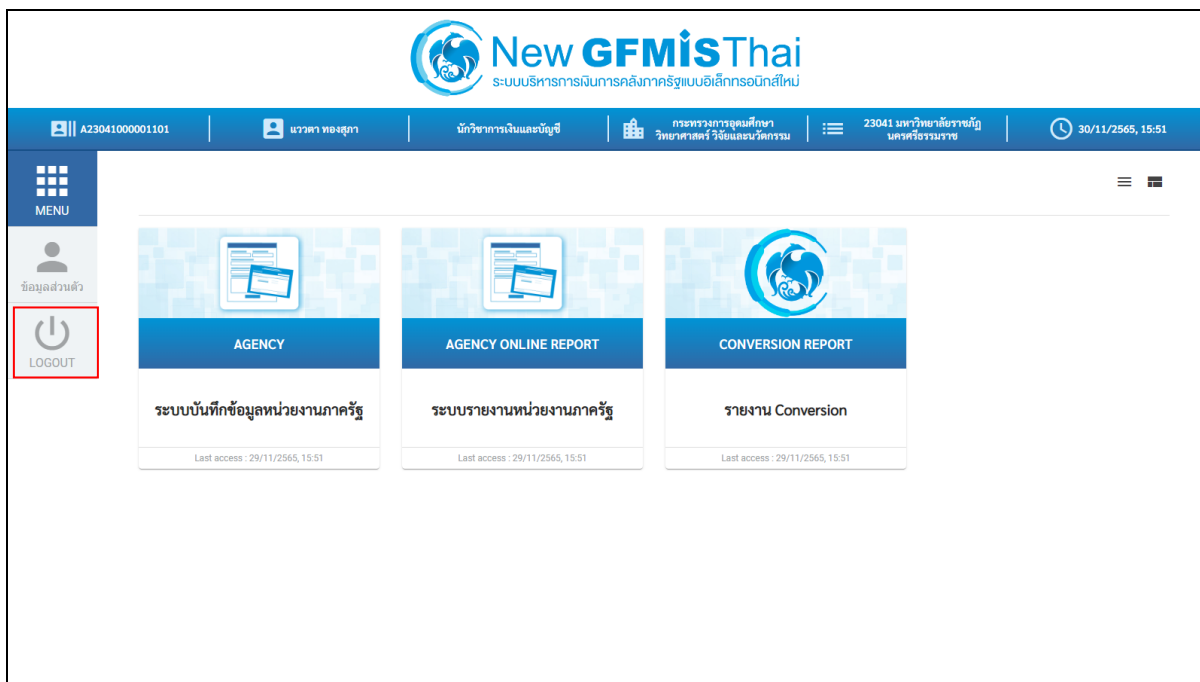 New GFMISThai
ระบบบริหารการเงินการคลังภาครัฐแบบอิเล็กทรอนิกส์ใหม่
A23041000001101
แววตา ทองสุภา
นักวิชาการเงินและบัญชี
กระทรวงการอุดมศึกษา
วิทยาศาสตร์ วิจัยและนวัตกรรม
23041 มหาวิทยาลัยราชภัฏ
นครศรีธรรมราช
30/11/2565, 15:51
MENU
ข้อมูลส่วนตัว
LOGOUT
AGENCY
ระบบบันทึกข้อมูลหน่วยงานภาครัฐ
Last access : 29/11/2565, 15:51
AGENCY ONLINE REPORT
ระบบรายงานหน่วยงานภาครัฐ
Last access : 29/11/2565, 15:51
CONVERSION REPORT
รายงาน Conversion
Last access : 29/11/2565, 15:51